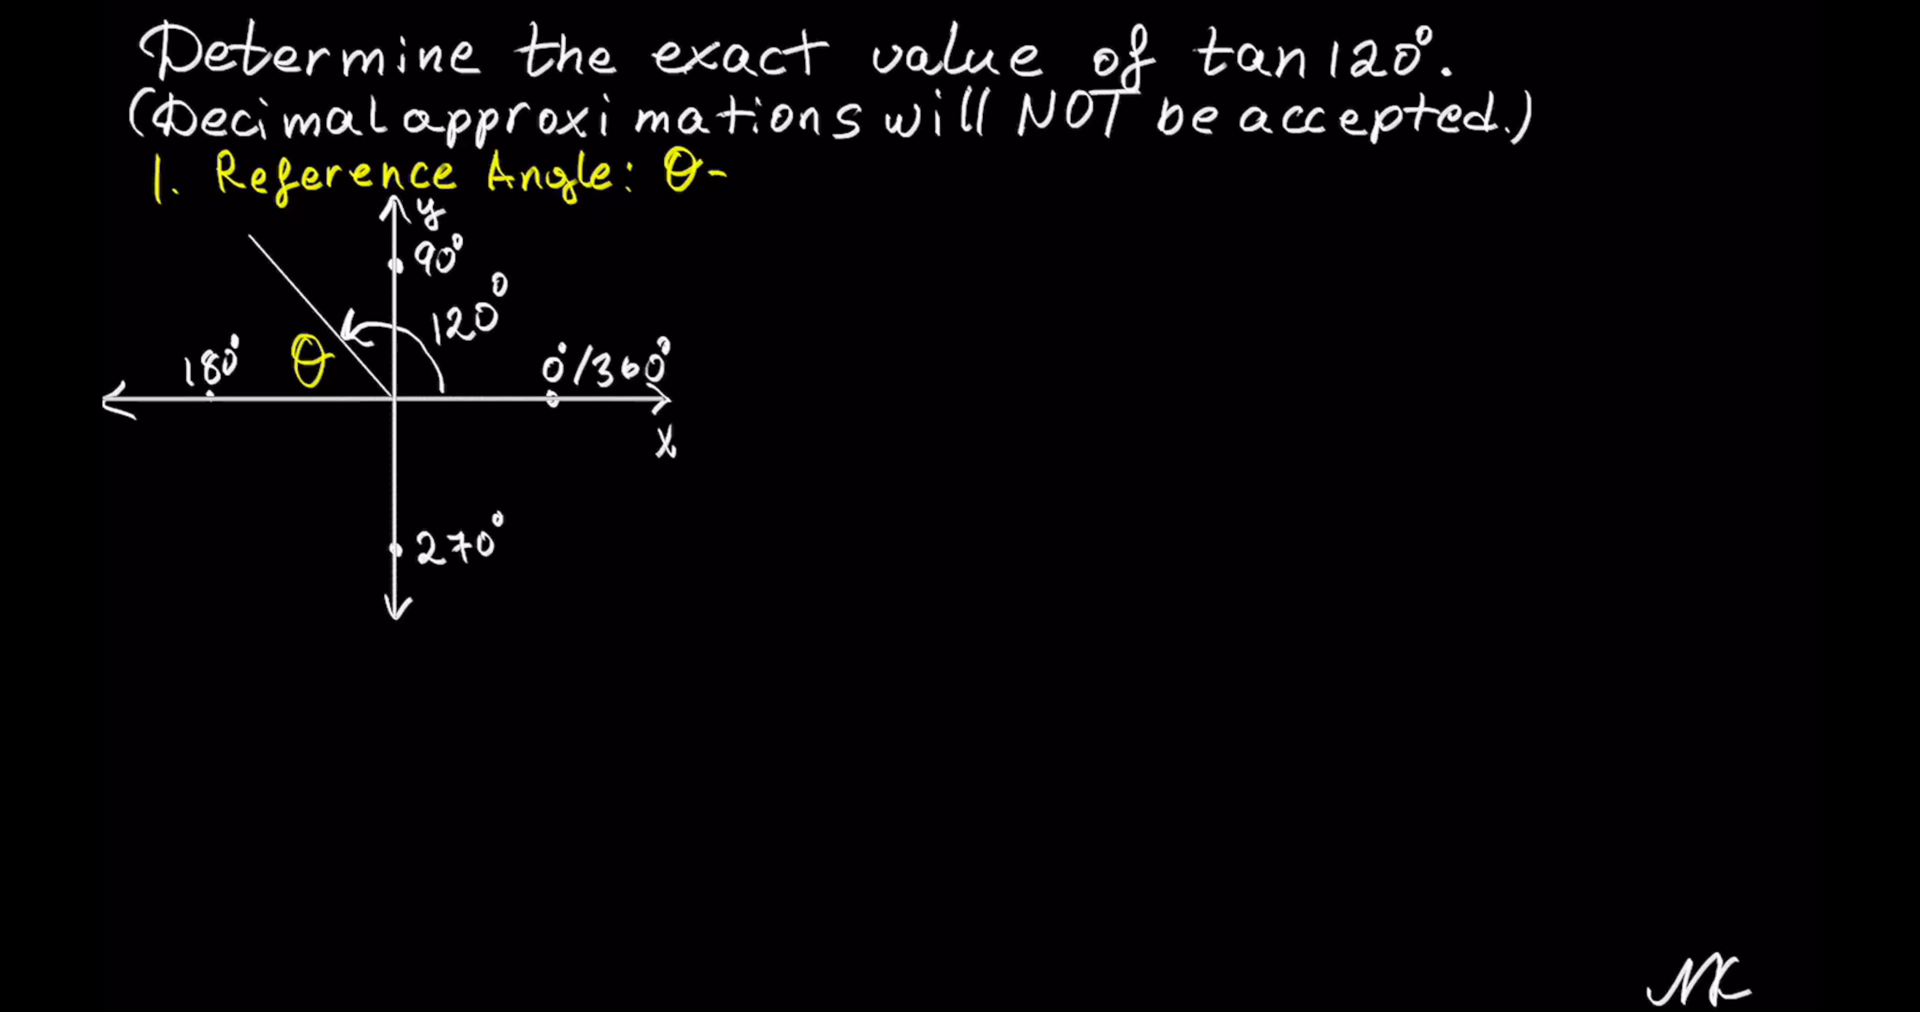 Determine the exact value of tan 120°.
(Decimal approximations will NOT be accepted.)
1. Reference Angle: θ-
y
90°
120°
180°
θ
0°/360°
x
270°
NK